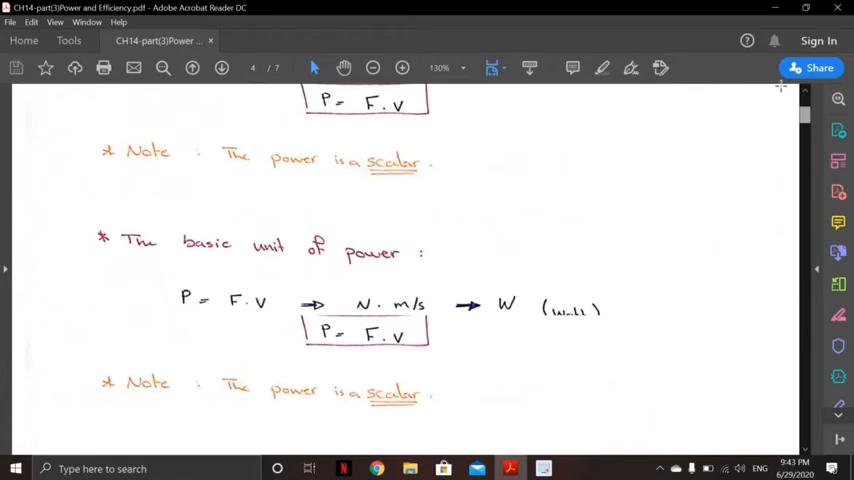 CH14-part(3)Power and Efficiency.pdf - Adobe Acrobat Reader DC
File Edit View Window Help
Home Tools CH14-part(3)Power ... ×
Sign In
4 / 7
130%
Share
P = F . V
* Note : The power is a scalar .
* The basic unit of power :
P = F . V ⇒ N . m/s → W
P = F . V
* Note : The power is a scalar .
Type here to search
ENG
9:43 PM
6/29/2020